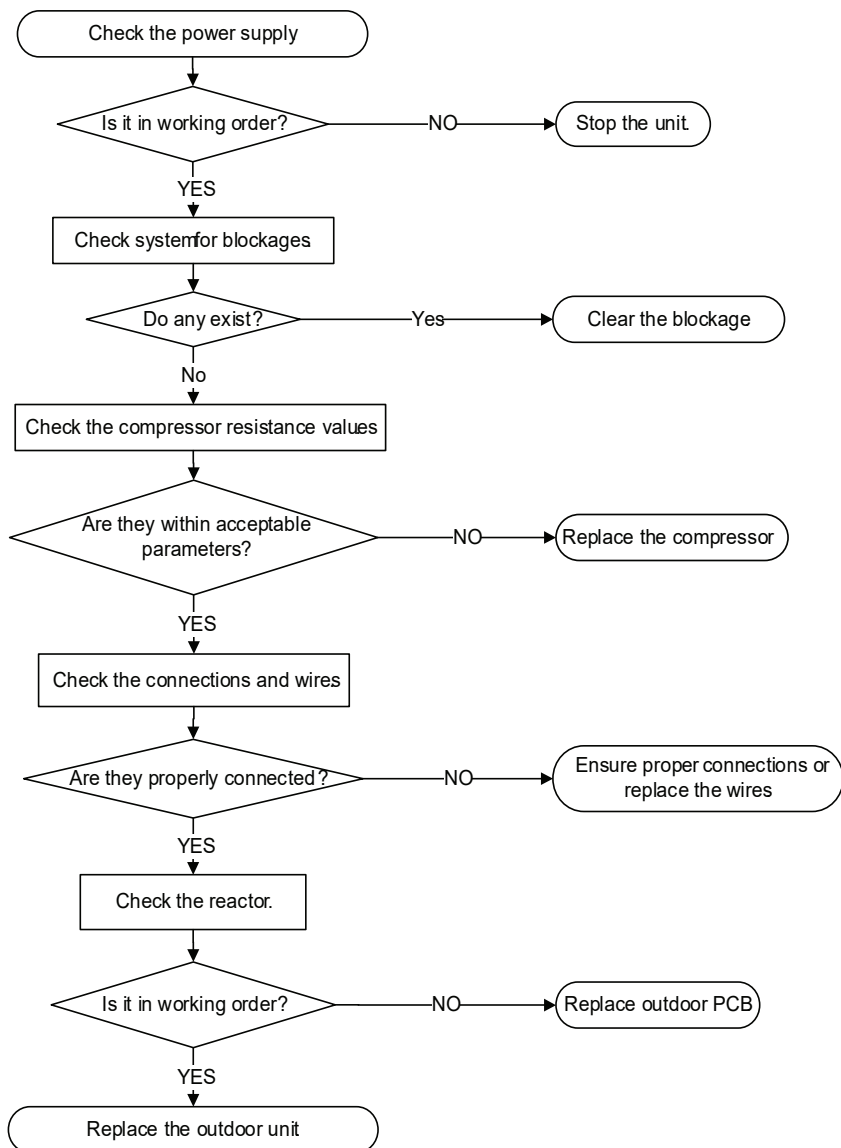 Check the power supply
Is it in working order?
NO
Stop the unit.
YES
Check system for blockages.
Do any exist?
Yes
Clear the blockage
No
Check the compressor resistance values
Are they within acceptable
parameters?
NO
Replace the compressor
YES
Check the connections and wires.
Are they properly connected?
NO
Ensure proper connections or
replace the wires
YES
Check the reactor.
Is it in working order?
NO
Replace outdoor PCB
YES
Replace the outdoor unit